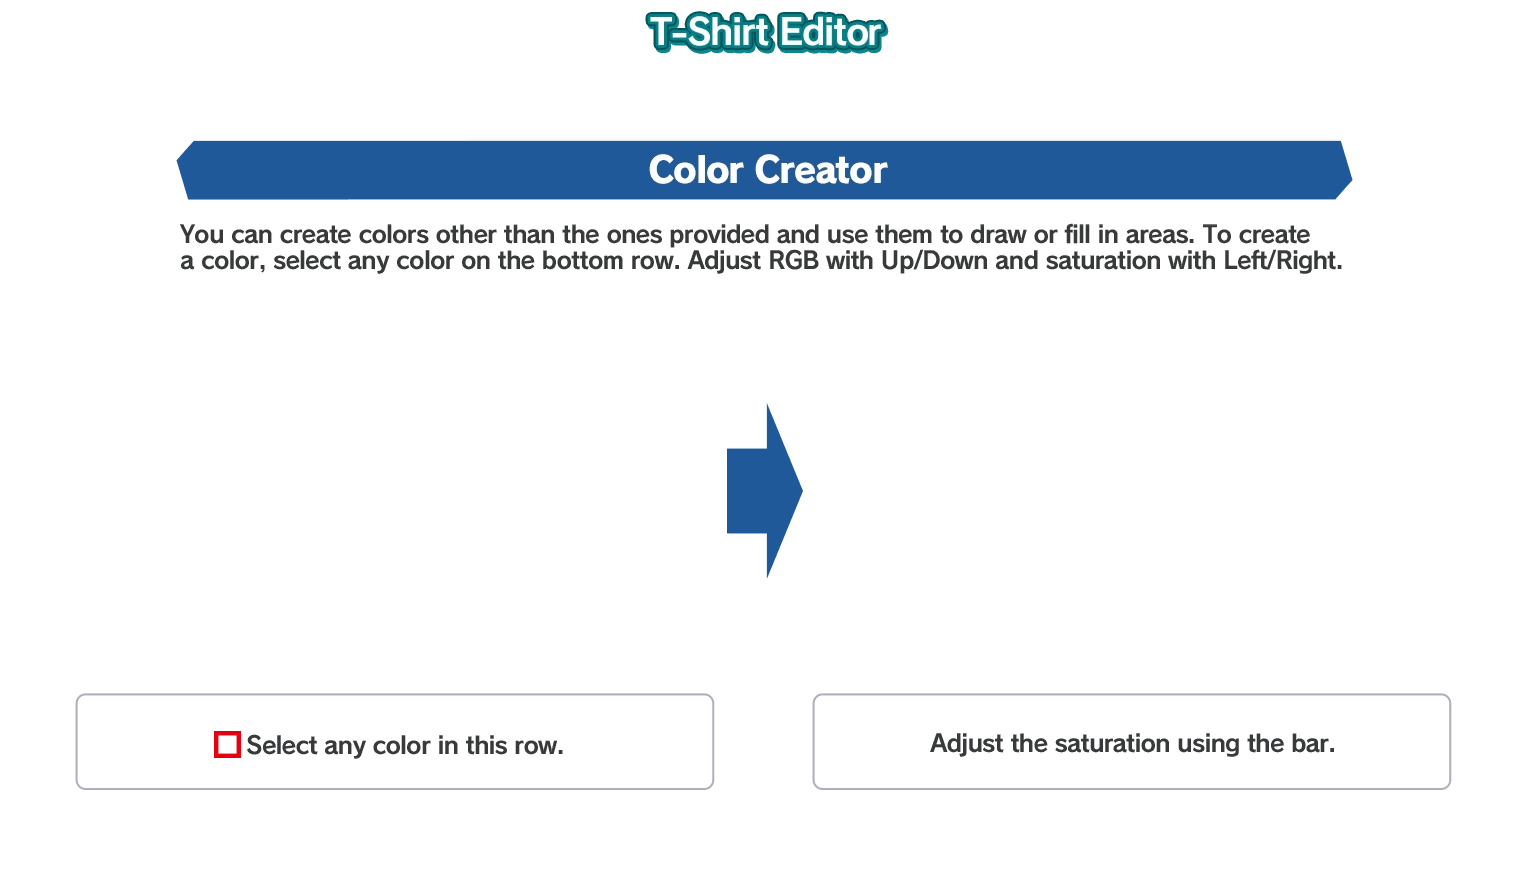 T-Shirt Editor
Color Creator
You can create colors other than the ones provided and use them to draw or fill in areas. To create
a color, select any color on the bottom row. Adjust RGB with Up/Down and saturation with Left/Right.
Select any color in this row.
Adjust the saturation using the bar.